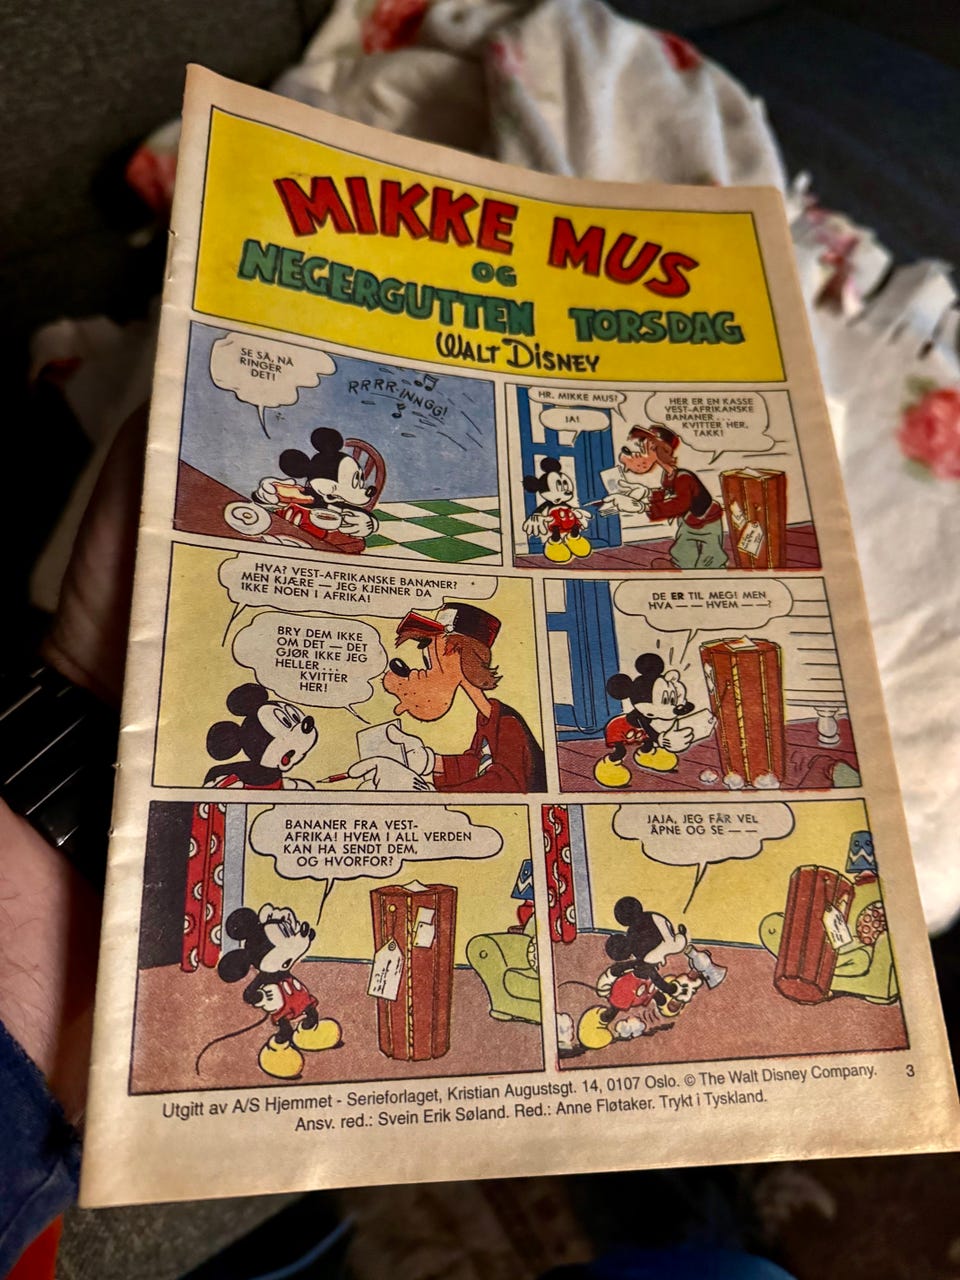 MIKKE MUS
OG
NEGERGUTTEN TORSDAG
WALT DISNEY
SE SÅ, NÅ
RINGER
DET!
RRRR-INNGG!
HR. MIKKE MUS?
JA!
HER ER EN KASSE
VEST-AFRIKANSKE
BANANER...
KVITTER HER,
TAKK!
HVA? VEST-AFRIKANSKE BANANER?
MEN KJÆRE — JEG KJENNER DA
IKKE NOEN I AFRIKA!
BRY DEM IKKE
OM DET — DET
GJØR IKKE JEG
HELLER...
KVITTER
HER!
DE ER TIL MEG! MEN
HVA — — HVEM — —?
BANANER FRA VEST-
AFRIKA! HVEM I ALL VERDEN
KAN HA SENDT DEM,
OG HVORFOR?
JAJA, JEG FÅR VEL
ÅPNE OG SE — —
Utgitt av A/S Hjemmet - Serieforlaget, Kristian Augustsgt. 14, 0107 Oslo. © The Walt Disney Company.
Ansv. red.: Svein Erik Søland. Red.: Anne Fløtaker. Trykt i Tyskland.
3